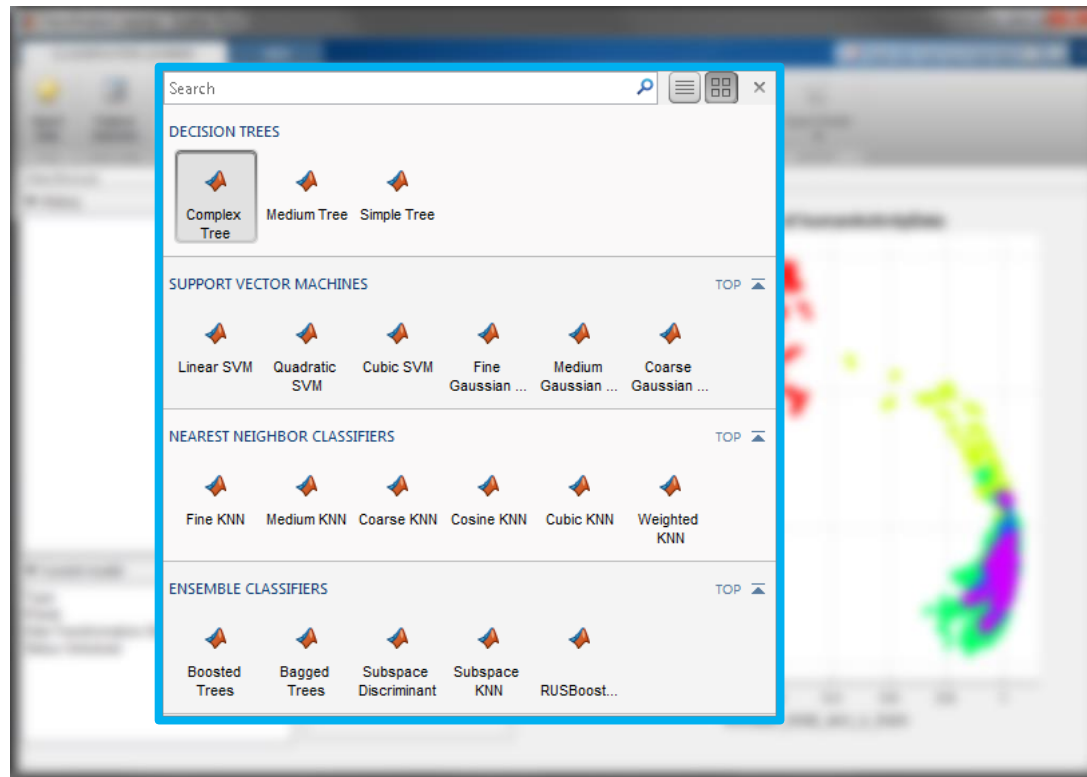 Search
DECISION TREES
Complex Tree
Medium Tree
Simple Tree
SUPPORT VECTOR MACHINES
TOP
Linear SVM
Quadratic SVM
Cubic SVM
Fine Gaussian ...
Medium Gaussian ...
Coarse Gaussian ...
NEAREST NEIGHBOR CLASSIFIERS
TOP
Fine KNN
Medium KNN
Coarse KNN
Cosine KNN
Cubic KNN
Weighted KNN
ENSEMBLE CLASSIFIERS
TOP
Boosted Trees
Bagged Trees
Subspace Discriminant
Subspace KNN
RUSBoost...